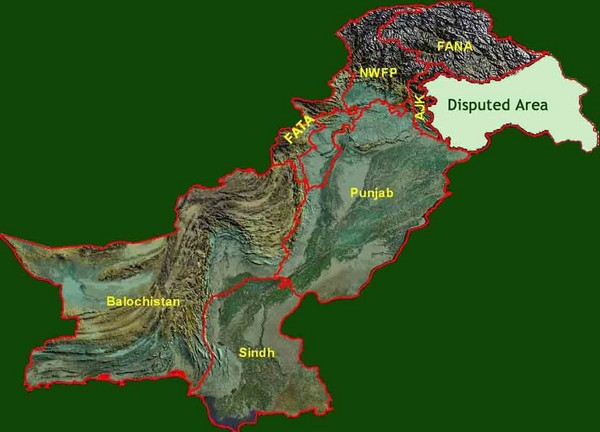 FANA
NWFP
AJK
Disputed Area
FATA
Punjab
Balochistan
Sindh